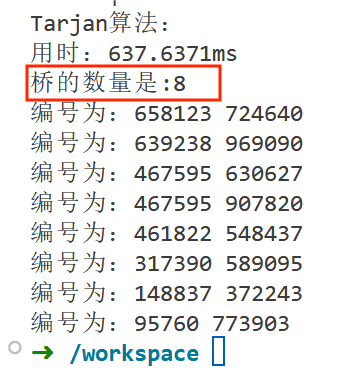 Tarjan算法:
用时: 637.6371ms
桥的数量是:8
编号为: 658123 724640
编号为: 639238 969090
编号为: 467595 630627
编号为: 467595 907820
编号为: 461822 548437
编号为: 317390 589095
编号为: 148837 372243
编号为: 95760 773903
➜ /workspace